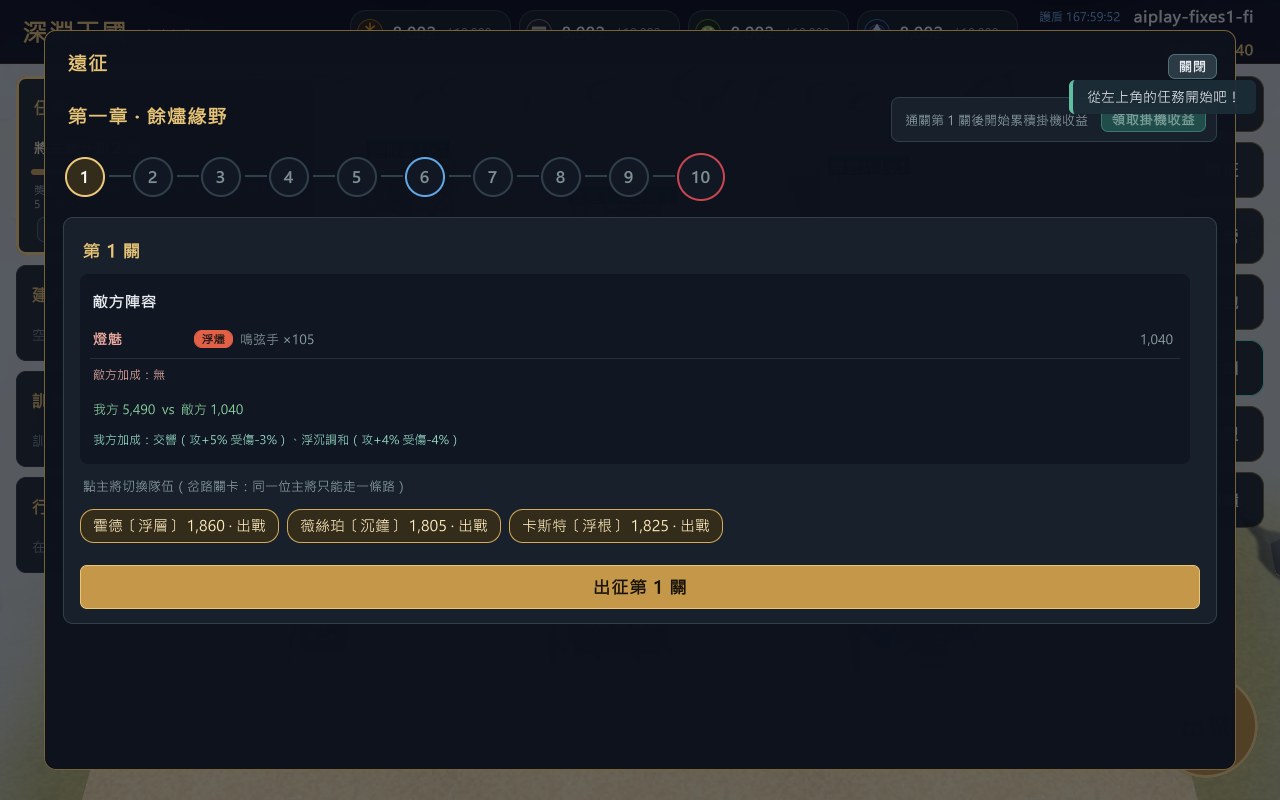 護盾 167:59:52
aiplay-fixes1-fi
遠征
關閉
從左上角的任務開始吧！
第一章 · 餘燼緣野
通關第 1 關後開始累積掛機收益
領取掛機收益
1
2
3
4
5
6
7
8
9
10
第 1 關
敵方陣容
燈魅
浮爝
鳴弦手 ×105
1,040
敵方加成：無
我方 5,490 vs 敵方 1,040
我方加成：交響（攻+5% 受傷-3%）、浮沉調和（攻+4% 受傷-4%）
點主將切換隊伍（岔路關卡：同一位主將只能走一條路）
霍德〔浮層〕 1,860 · 出戰
薇絲珀〔沉鐘〕 1,805 · 出戰
卡斯特〔浮根〕 1,825 · 出戰
出征第 1 關